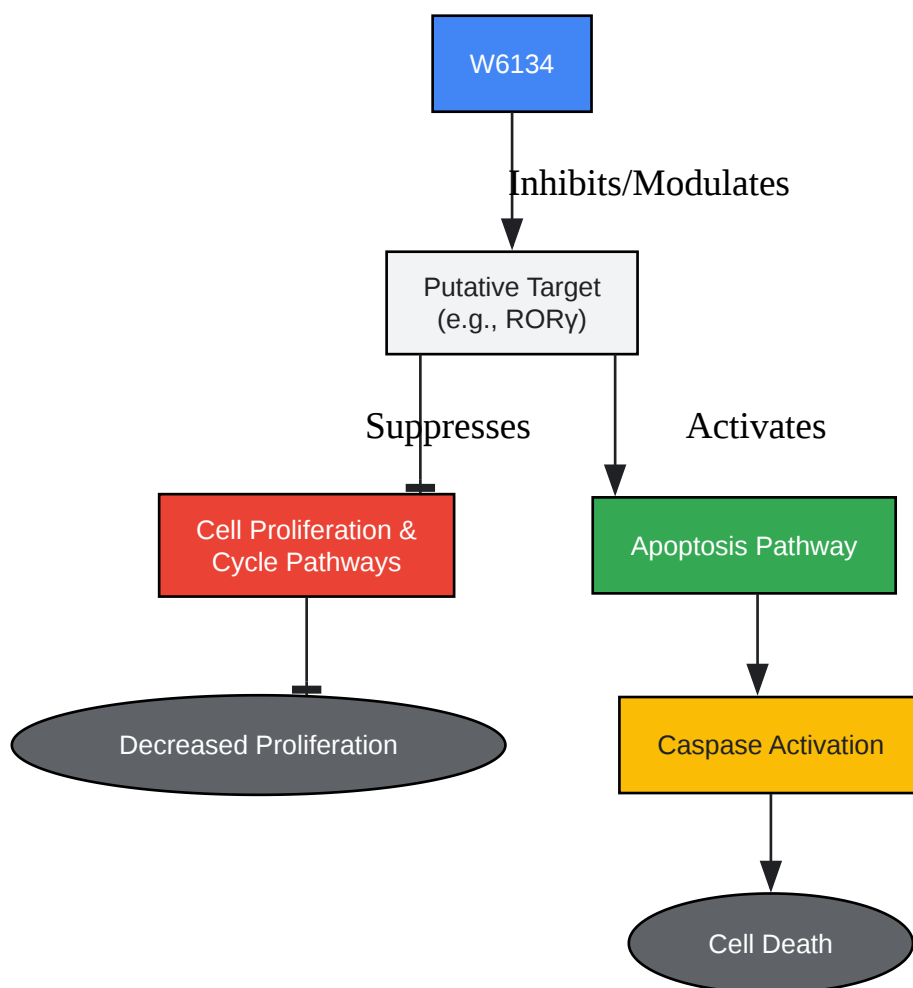 W6134
Inhibits/Modulates
Putative Target
(e.g., RORγ)
Suppresses
Activates
Cell Proliferation &
Cycle Pathways
Apoptosis Pathway
Decreased Proliferation
Caspase Activation
Cell Death